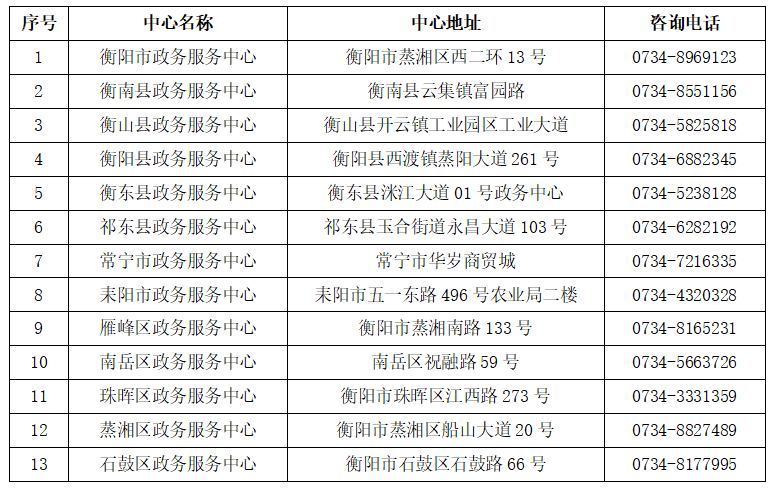 序号 中心名称 中心地址 咨询电话
1 衡阳市政务服务中心 衡阳市蒸湘区西二环 13 号 0734-8969123
2 衡南县政务服务中心 衡南县云集镇富园路 0734-8551156
3 衡山县政务服务中心 衡山县开云镇工业园区工业大道 0734-5825818
4 衡阳县政务服务中心 衡阳县西渡镇蒸阳大道 261 号 0734-6882345
5 衡东县政务服务中心 衡东县洣江大道 01 号政务中心 0734-5238128
6 祁东县政务服务中心 祁东县玉合街道永昌大道 103 号 0734-6282192
7 常宁市政务服务中心 常宁市华岁商贸城 0734-7216335
8 耒阳市政务服务中心 耒阳市五一东路 496 号农业局二楼 0734-4320328
9 雁峰区政务服务中心 衡阳市蒸湘南路 133 号 0734-8165231
10 南岳区政务服务中心 南岳区祝融路 59 号 0734-5663726
11 珠晖区政务服务中心 衡阳市珠晖区江西路 273 号 0734-3331359
12 蒸湘区政务服务中心 衡阳市蒸湘区船山大道 20 号 0734-8827489
13 石鼓区政务服务中心 衡阳市石鼓区石鼓路 66 号 0734-8177995